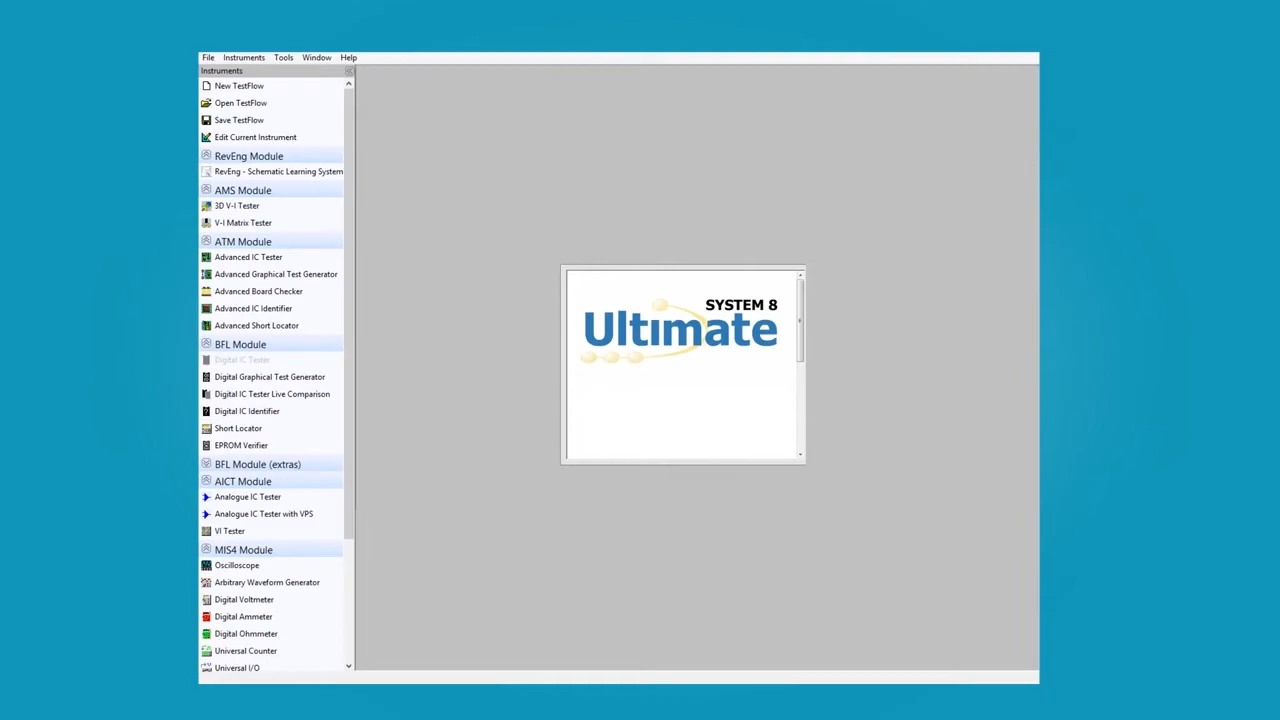 File Instruments Tools Window Help
Instruments
New TestFlow
Open TestFlow
Save TestFlow
Edit Current Instrument
RevEng Module
RevEng - Schematic Learning System
AMS Module
3D V-I Tester
V-I Matrix Tester
ATM Module
Advanced IC Tester
Advanced Graphical Test Generator
Advanced Board Checker
Advanced IC Identifier
Advanced Short Locator
BFL Module
Digital IC Tester
Digital Graphical Test Generator
Digital IC Tester Live Comparison
Digital IC Identifier
Short Locator
EPROM Verifier
BFL Module (extras)
AICT Module
Analogue IC Tester
Analogue IC Tester with VPS
VI Tester
MIS4 Module
Oscilloscope
Arbitrary Waveform Generator
Digital Voltmeter
Digital Ammeter
Digital Ohmmeter
Universal Counter
Universal I/O
SYSTEM 8
Ultimate